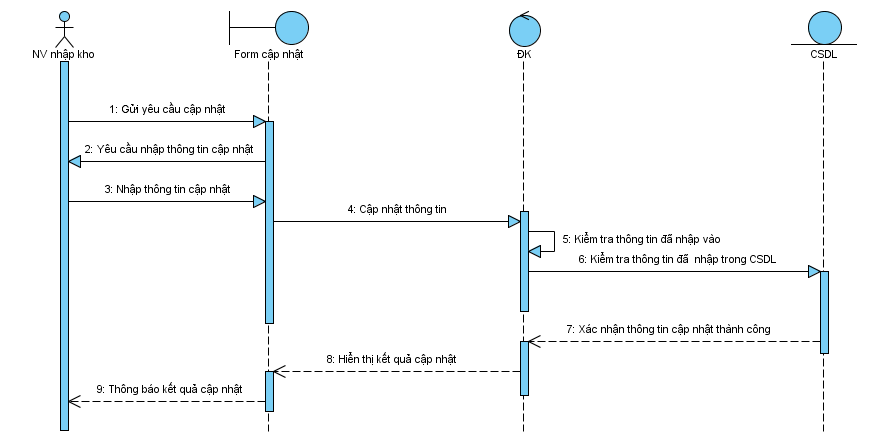 NV nhập kho
Form cập nhật
ĐK
CSDL
1: Gửi yêu cầu cập nhật
2: Yêu cầu nhập thông tin cập nhật
3: Nhập thông tin cập nhật
4: Cập nhật thông tin
5: Kiểm tra thông tin đã nhập vào
6: Kiểm tra thông tin đã nhập trong CSDL
7: Xác nhận thông tin cập nhật thành công
8: Hiển thị kết quả cập nhật
9: Thông báo kết quả cập nhật